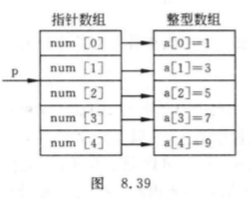 指针数组 整型数组
num [0] a[0]=1
num [1] a[1]=3
p
num [2] a[2]=5
num [3] a[3]=7
num [4] a[4]=9
图 8.39